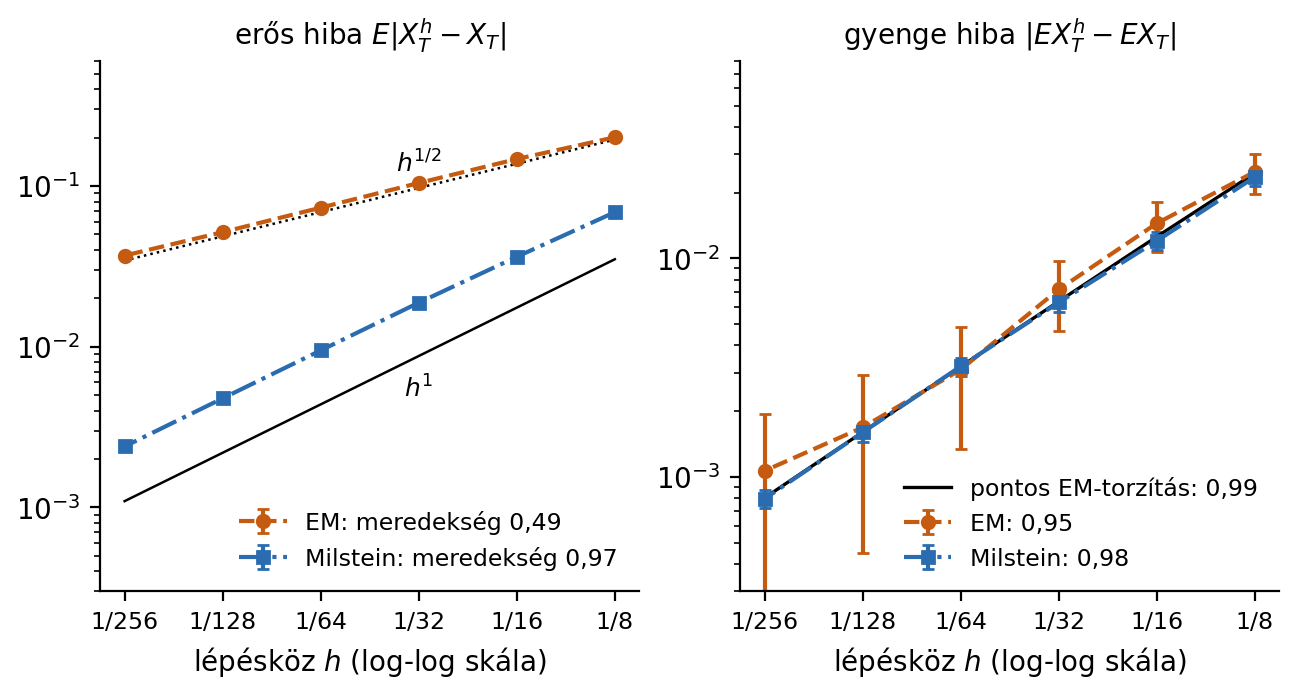 erős hiba E|X_T^h − X_T|
10^−1
10^−2
10^−3
h^1/2
h^1
EM: meredekség 0,49
Milstein: meredekség 0,97
1/256 1/128 1/64 1/32 1/16 1/8
lépésköz h (log-log skála)
gyenge hiba |EX_T^h − EX_T|
10^−2
10^−3
pontos EM-torzítás: 0,99
EM: 0,95
Milstein: 0,98
1/256 1/128 1/64 1/32 1/16 1/8
lépésköz h (log-log skála)